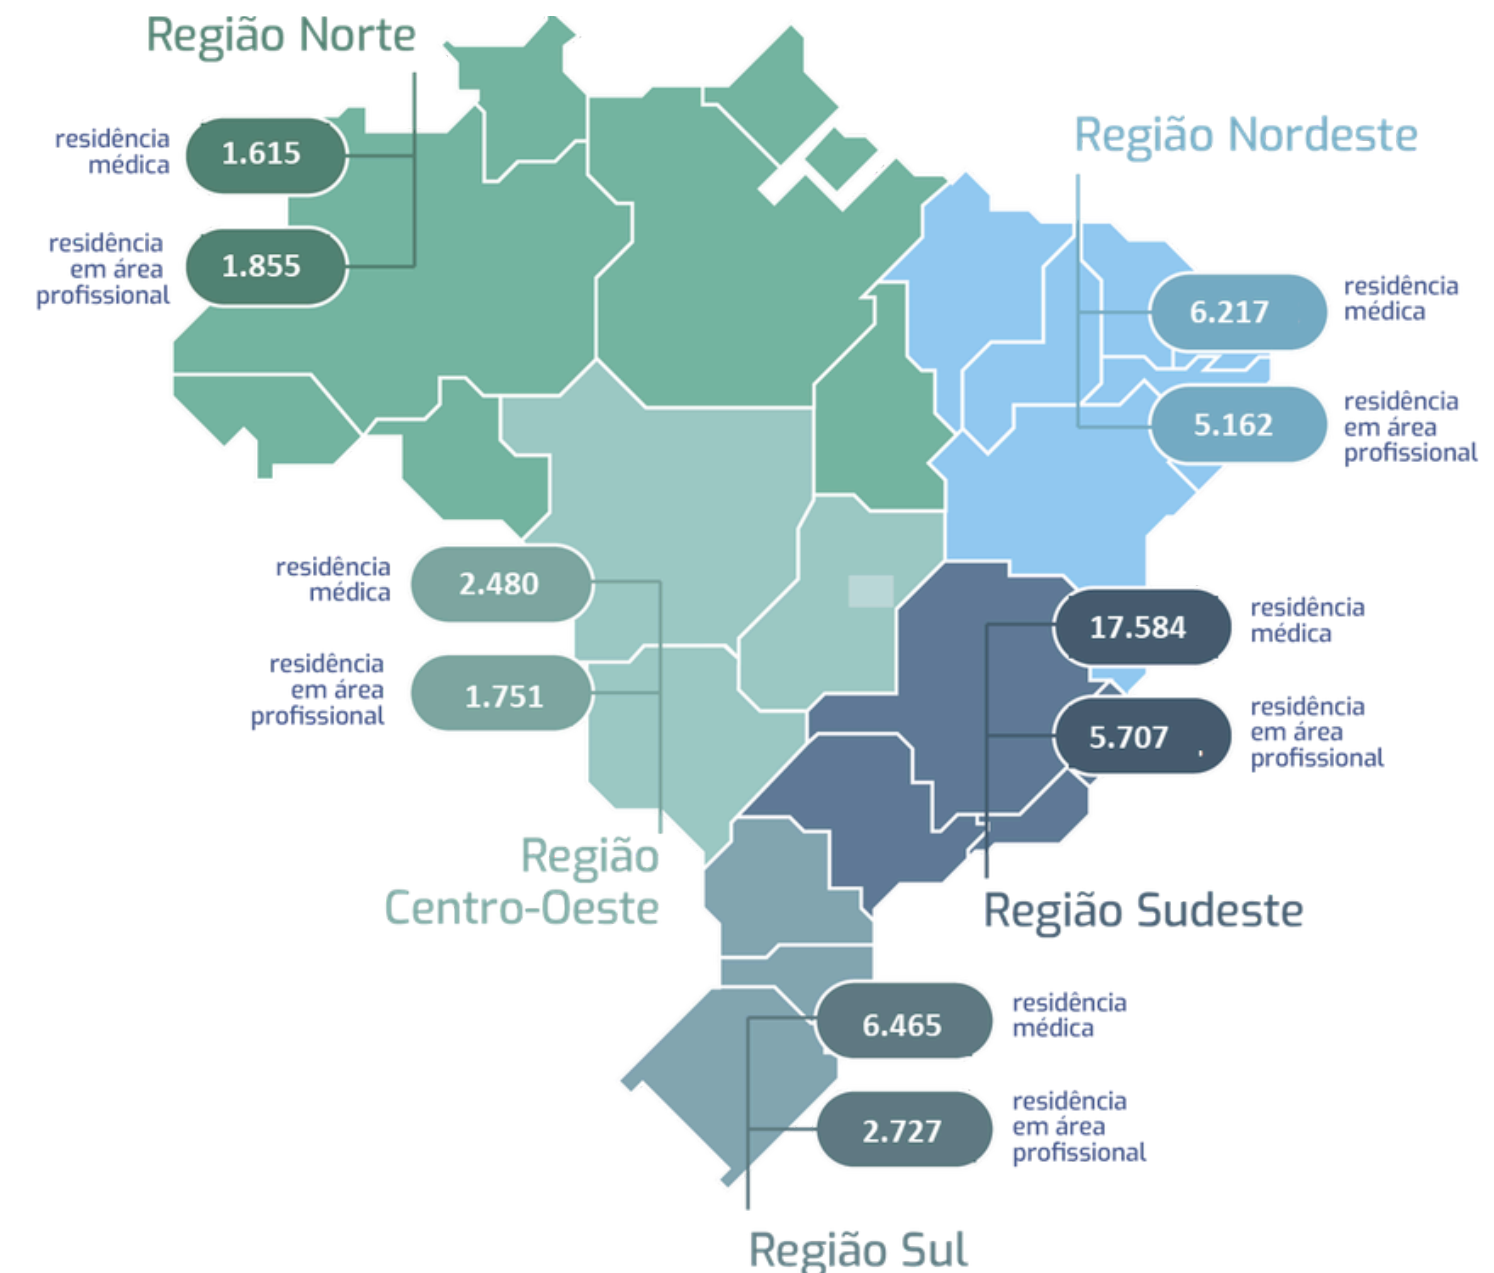 Região Norte
residência
médica
1.615
residência
em área
profissional
1.855
Região Nordeste
6.217
residência
médica
5.162
residência
em área
profissional
residência
médica
2.480
residência
em área
profissional
1.751
Região
Centro-Oeste
17.584
residência
médica
5.707
residência
em área
profissional
Região Sudeste
6.465
residência
médica
2.727
residência
em área
profissional
Região Sul